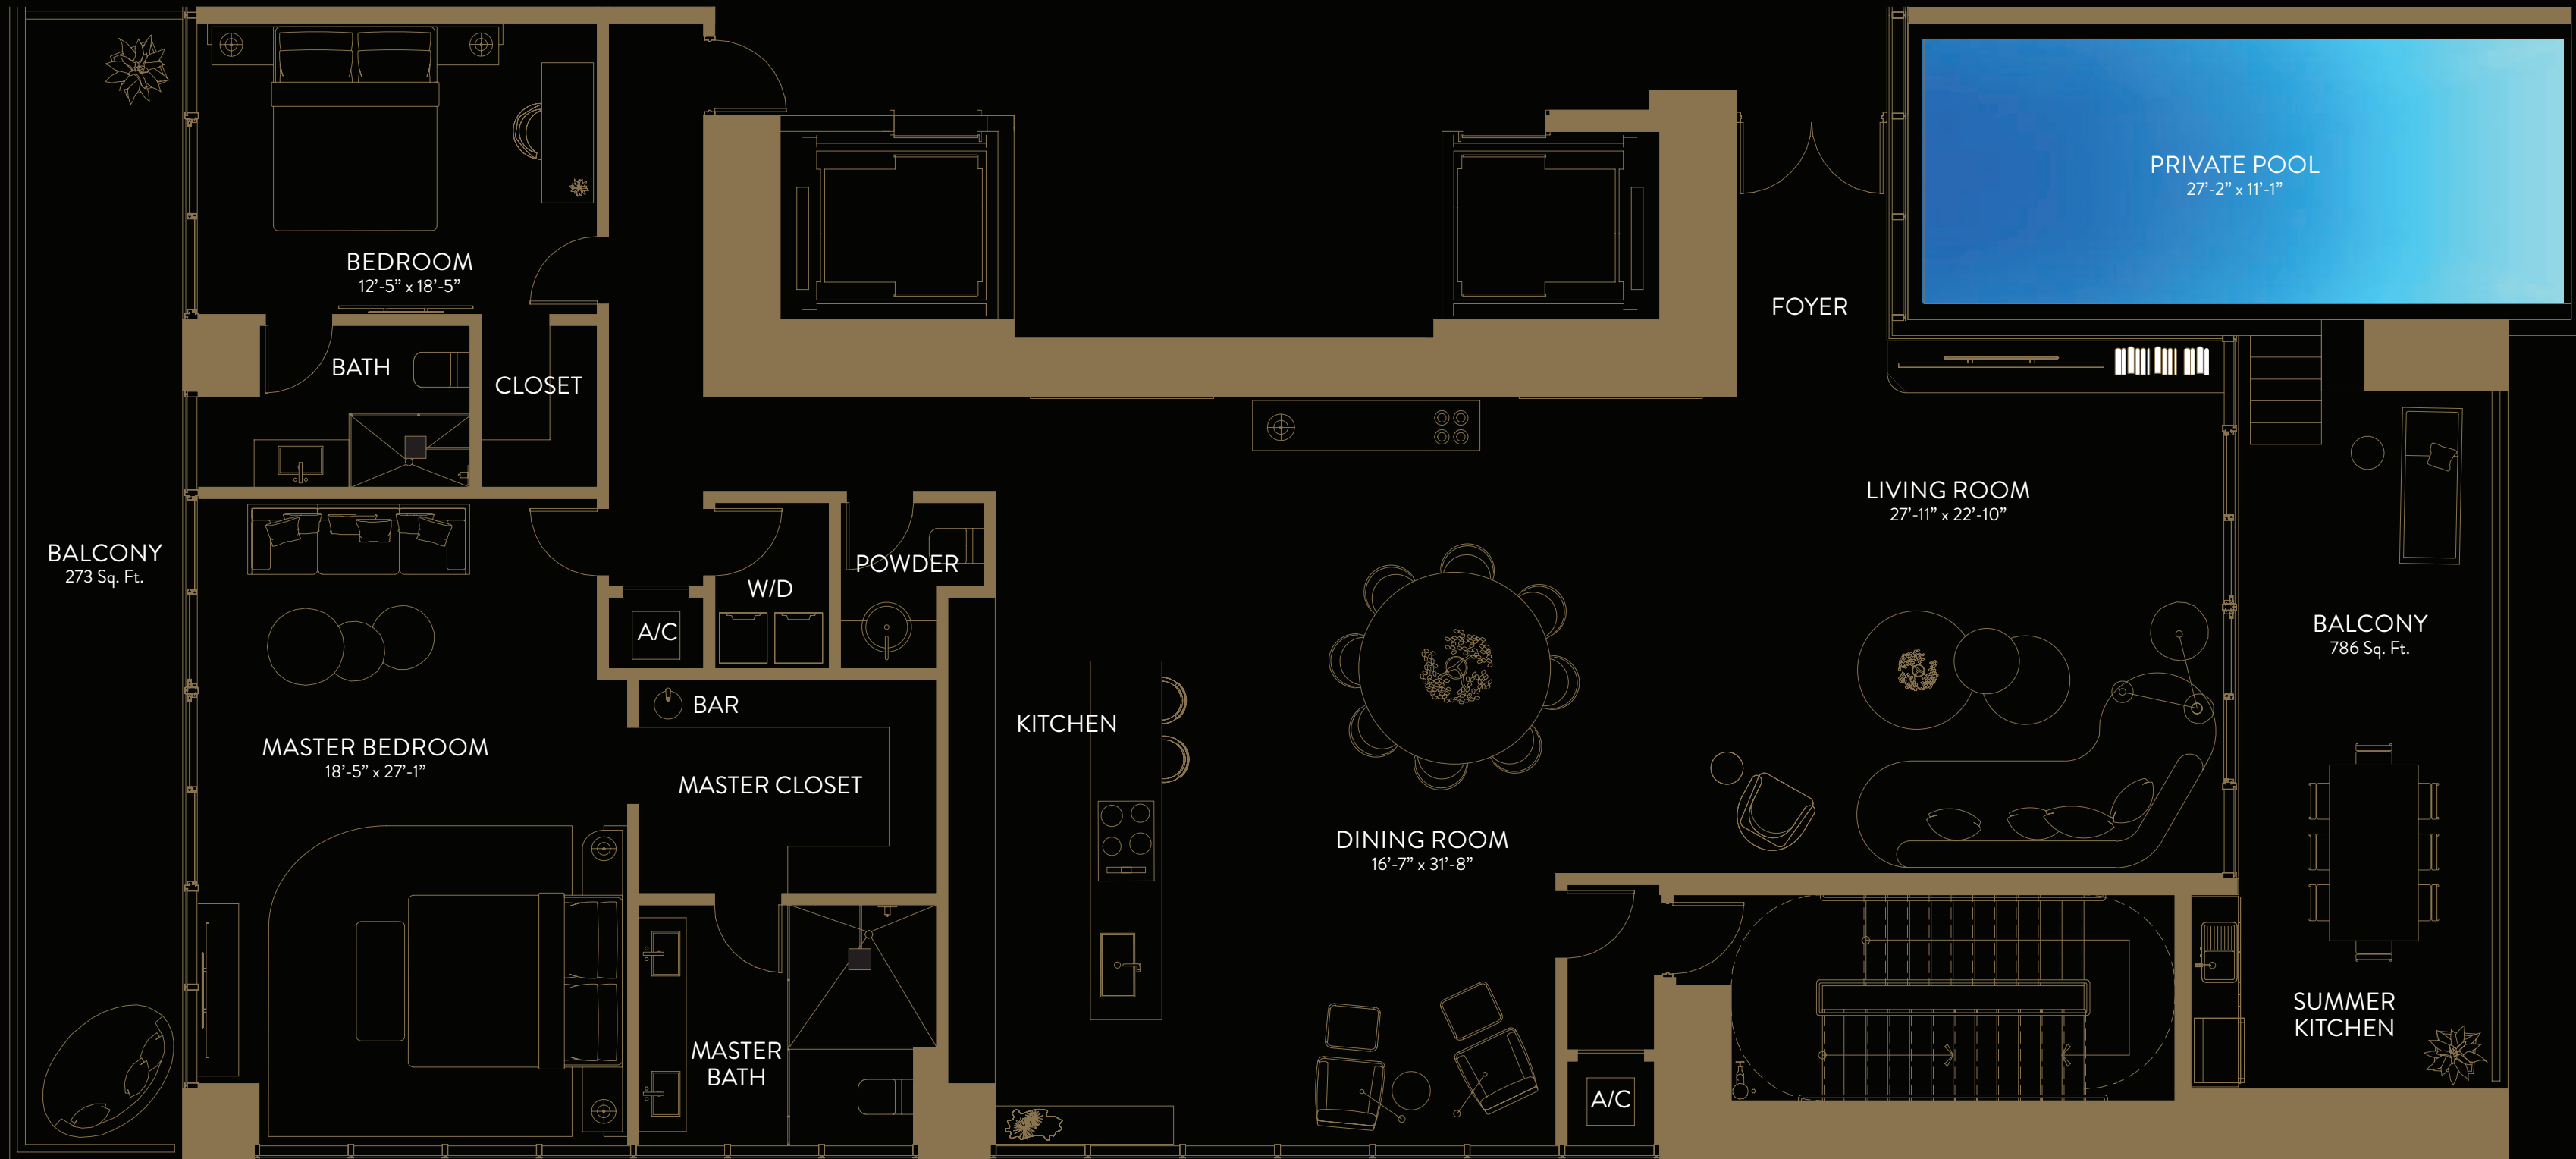 PRIVATE POOL
27’-2” x 11’-1”
BEDROOM
12’-5” x 18’-5”
FOYER
BATH
CLOSET
LIVING ROOM
27’-11” x 22’-10”
BALCONY
273 Sq. Ft.
POWDER
W/D
A/C
BALCONY
786 Sq. Ft.
BAR
KITCHEN
MASTER BEDROOM
18’-5” x 27’-1”
MASTER CLOSET
DINING ROOM
16’-7” x 31’-8”
SUMMER
KITCHEN
MASTER
BATH
A/C